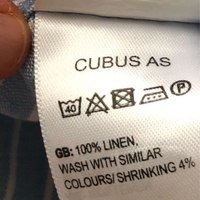 CUBUS AS
40 P
GB: 100% LINEN,
WASH WITH SIMILAR
COLOURS/ SHRINKING 4%